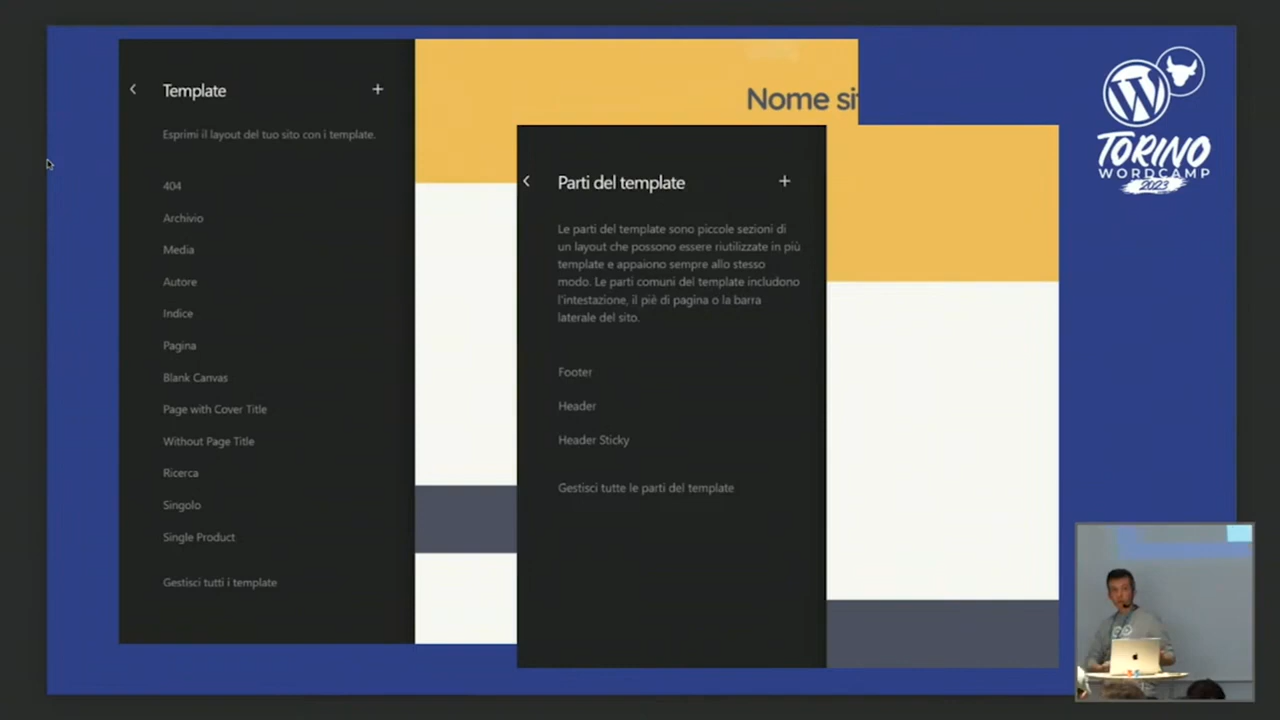 Template
Esprimi il layout del tuo sito con i template.
404
Archivio
Media
Autore
Indice
Pagina
Blank Canvas
Page with Cover Title
Without Page Title
Ricerca
Singolo
Single Product
Gestisci tutti i template
Nome si
Parti del template
Le parti del template sono piccole sezioni di
un layout che possono essere riutilizzate in più
template e appaiono sempre allo stesso
modo. Le parti comuni del template includono
l'intestazione, il piè di pagina o la barra
laterale del sito.
Footer
Header
Header Sticky
Gestisci tutte le parti del template
TORINO
WORDCAMP
2023